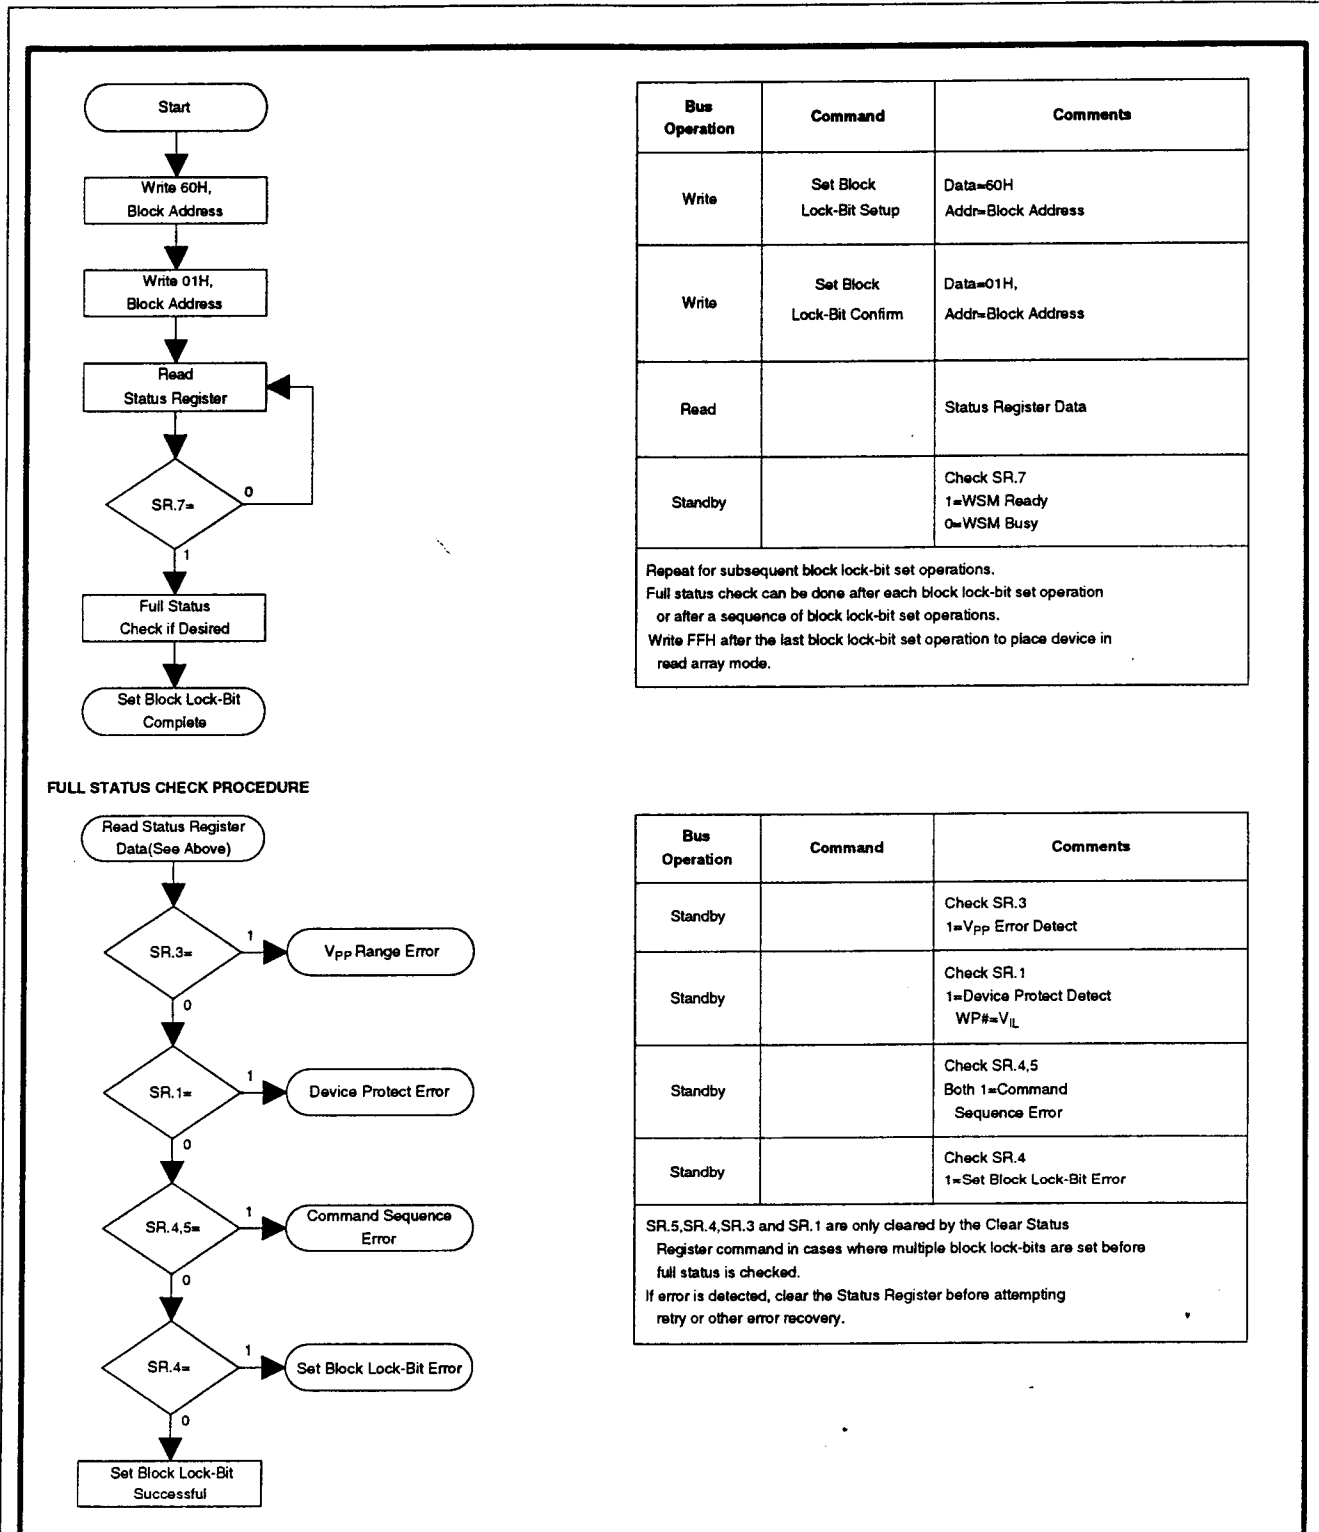 Start
Write 60H,
Block Address
Write 01H,
Block Address
Read
Status Register
SR.7=
0
1
Full Status
Check if Desired
Set Block Lock-Bit
Complete
Bus
Operation
Command
Comments
Write
Set Block
Lock-Bit Setup
Data=60H
Addr=Block Address
Write
Set Block
Lock-Bit Confirm
Data=01H,
Addr=Block Address
Read
Status Register Data
Standby
Check SR.7
1=WSM Ready
0=WSM Busy
Repeat for subsequent block lock-bit set operations.
Full status check can be done after each block lock-bit set operation
or after a sequence of block lock-bit set operations.
Write FFH after the last block lock-bit set operation to place device in
read array mode.
FULL STATUS CHECK PROCEDURE
Read Status Register
Data(See Above)
SR.3=
1
VPP Range Error
0
SR.1=
1
Device Protect Error
0
SR.4,5=
1
Command Sequence
Error
0
SR.4=
1
Set Block Lock-Bit Error
0
Set Block Lock-Bit
Successful
Bus
Operation
Command
Comments
Standby
Check SR.3
1=VPP Error Detect
Standby
Check SR.1
1=Device Protect Detect
WP#=VIL
Standby
Check SR.4,5
Both 1=Command
Sequence Error
Standby
Check SR.4
1=Set Block Lock-Bit Error
SR.5,SR.4,SR.3 and SR.1 are only cleared by the Clear Status
Register command in cases where multiple block lock-bits are set before
full status is checked.
If error is detected, clear the Status Register before attempting
retry or other error recovery.